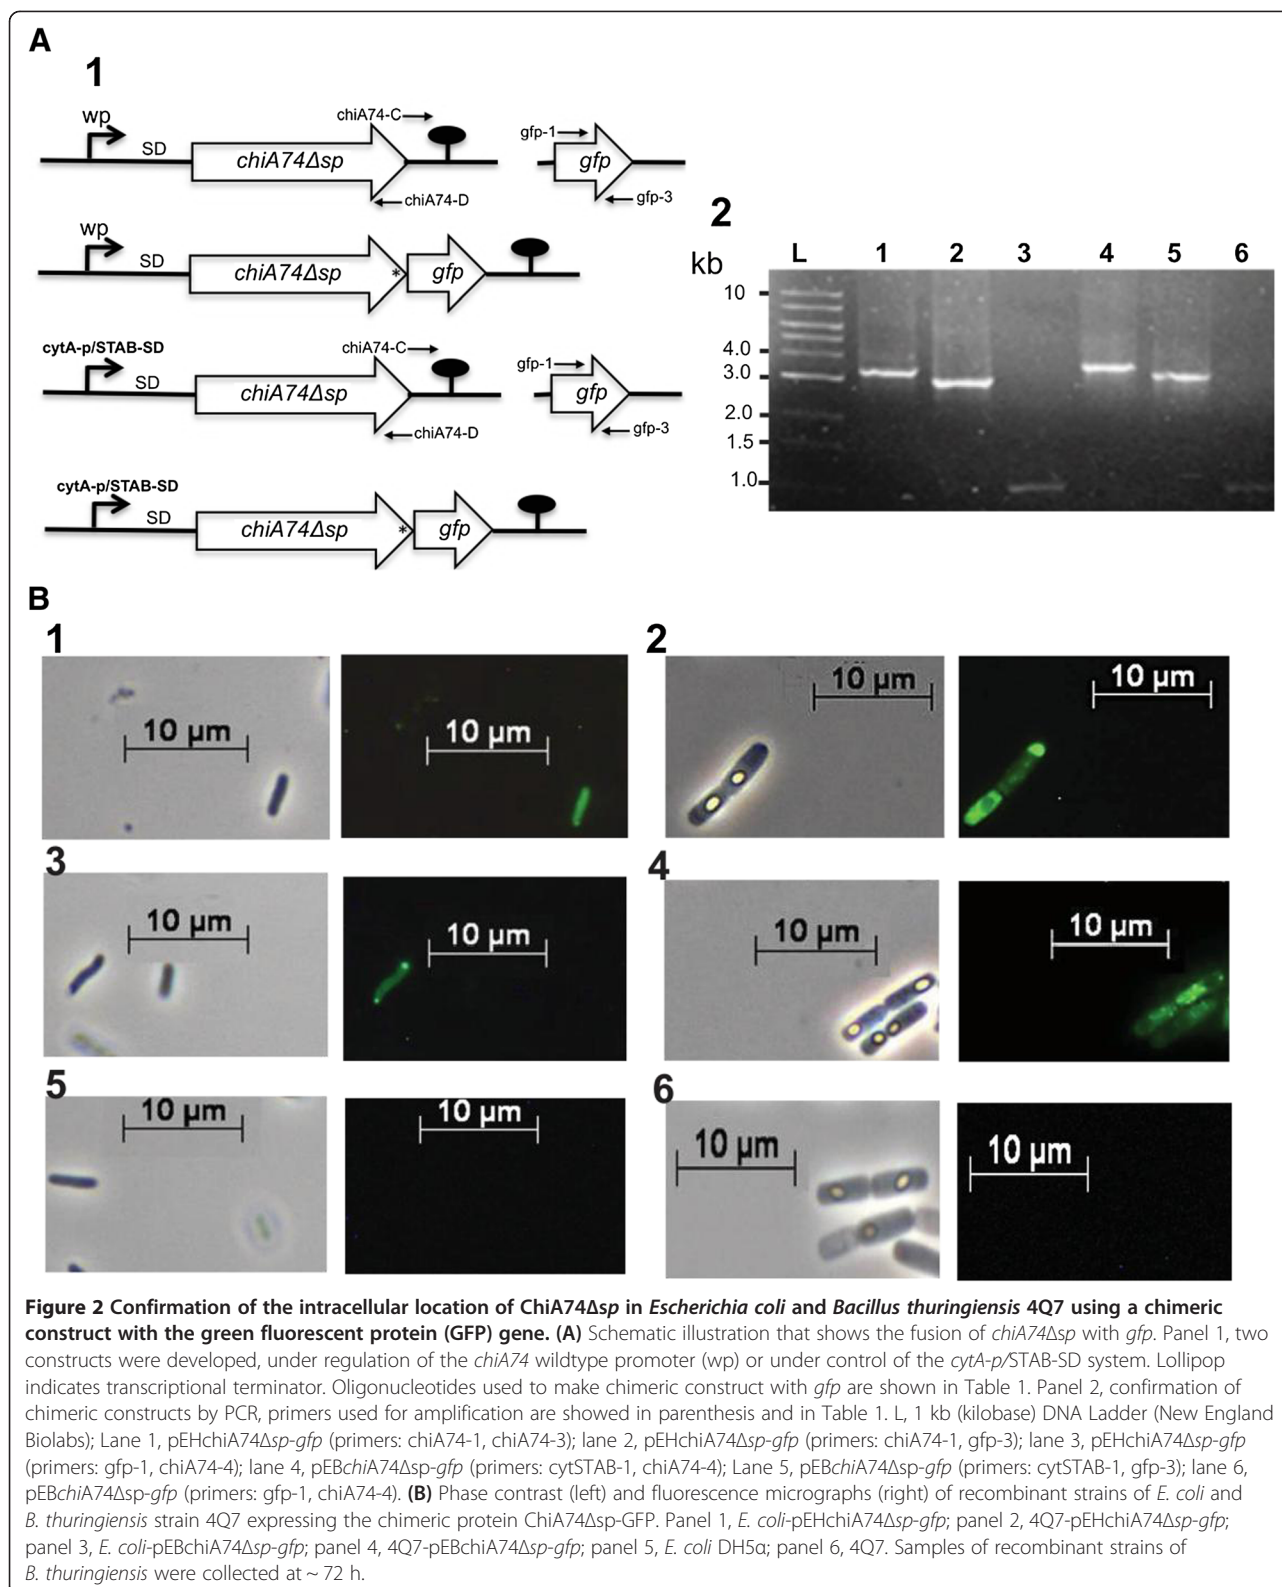 A
1
wp
SD
chiA74Δsp
chiA74-C
chiA74-D
gfp-1
gfp
gfp-3
wp
SD
chiA74Δsp
*
gfp
cytA-p/STAB-SD
SD
chiA74Δsp
chiA74-C
chiA74-D
gfp-1
gfp
gfp-3
cytA-p/STAB-SD
SD
chiA74Δsp
*
gfp
2
kb
L 1 2 3 4 5 6
10
4.0
3.0
2.0
1.5
1.0
B
1
10 µm
10 µm
2
10 µm
10 µm
3
10 µm
10 µm
4
10 µm
10 µm
5
10 µm
10 µm
6
10 µm
10 µm
Figure 2 Confirmation of the intracellular location of ChiA74Δsp in Escherichia coli and Bacillus thuringiensis 4Q7 using a chimeric
construct with the green fluorescent protein (GFP) gene. (A) Schematic illustration that shows the fusion of chiA74Δsp with gfp. Panel 1, two
constructs were developed, under regulation of the chiA74 wildtype promoter (wp) or under control of the cytA-p/STAB-SD system. Lollipop
indicates transcriptional terminator. Oligonucleotides used to make chimeric construct with gfp are shown in Table 1. Panel 2, confirmation of
chimeric constructs by PCR, primers used for amplification are showed in parenthesis and in Table 1. L, 1 kb (kilobase) DNA Ladder (New England
Biolabs); Lane 1, pEHchiA74Δsp-gfp (primers: chiA74-1, chiA74-3); lane 2, pEHchiA74Δsp-gfp (primers: chiA74-1, gfp-3); lane 3, pEHchiA74Δsp-gfp
(primers: gfp-1, chiA74-4); lane 4, pEBchiA74Δsp-gfp (primers: cytSTAB-1, chiA74-4); Lane 5, pEBchiA74Δsp-gfp (primers: cytSTAB-1, gfp-3); lane 6,
pEBchiA74Δsp-gfp (primers: gfp-1, chiA74-4). (B) Phase contrast (left) and fluorescence micrographs (right) of recombinant strains of E. coli and
B. thuringiensis strain 4Q7 expressing the chimeric protein ChiA74Δsp-GFP. Panel 1, E. coli-pEHchiA74Δsp-gfp; panel 2, 4Q7-pEHchiA74Δsp-gfp;
panel 3, E. coli-pEBchiA74Δsp-gfp; panel 4, 4Q7-pEBchiA74Δsp-gfp; panel 5, E. coli DH5α; panel 6, 4Q7. Samples of recombinant strains of
B. thuringiensis were collected at ~ 72 h.